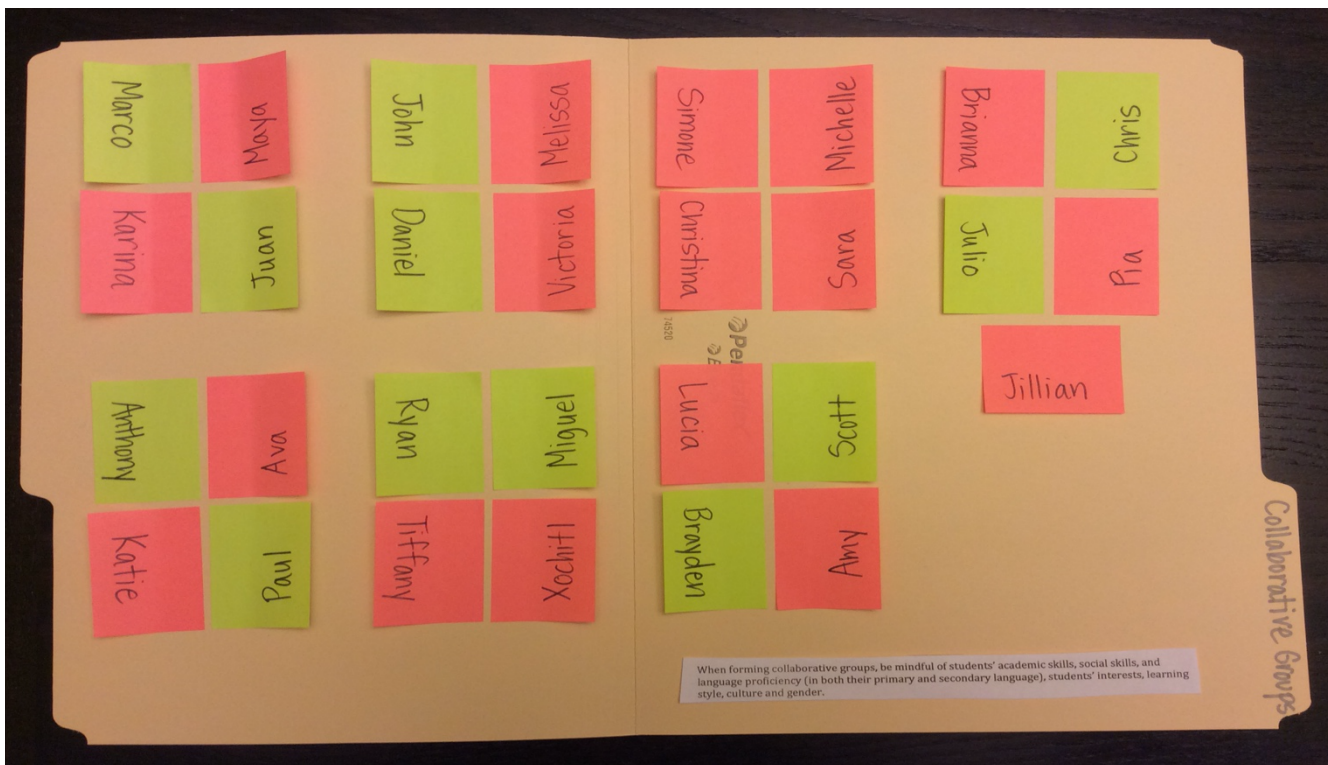 Marco
Maya
Karina
Juan
John
Melissa
Daniel
Victoria
Simone
Michelle
Christina
Sara
Brianna
Chris
Julio
Pia
Jillian
Anthony
Ava
Katie
Paul
Ryan
Miguel
Tiffany
Xochitl
Lucia
Scott
Brayden
Amy
74520
When forming collaborative groups, be mindful of students' academic skills, social skills, and
language proficiency (in both their primary and secondary language), students' interests, learning
style, culture and gender.
Collaborative Groups